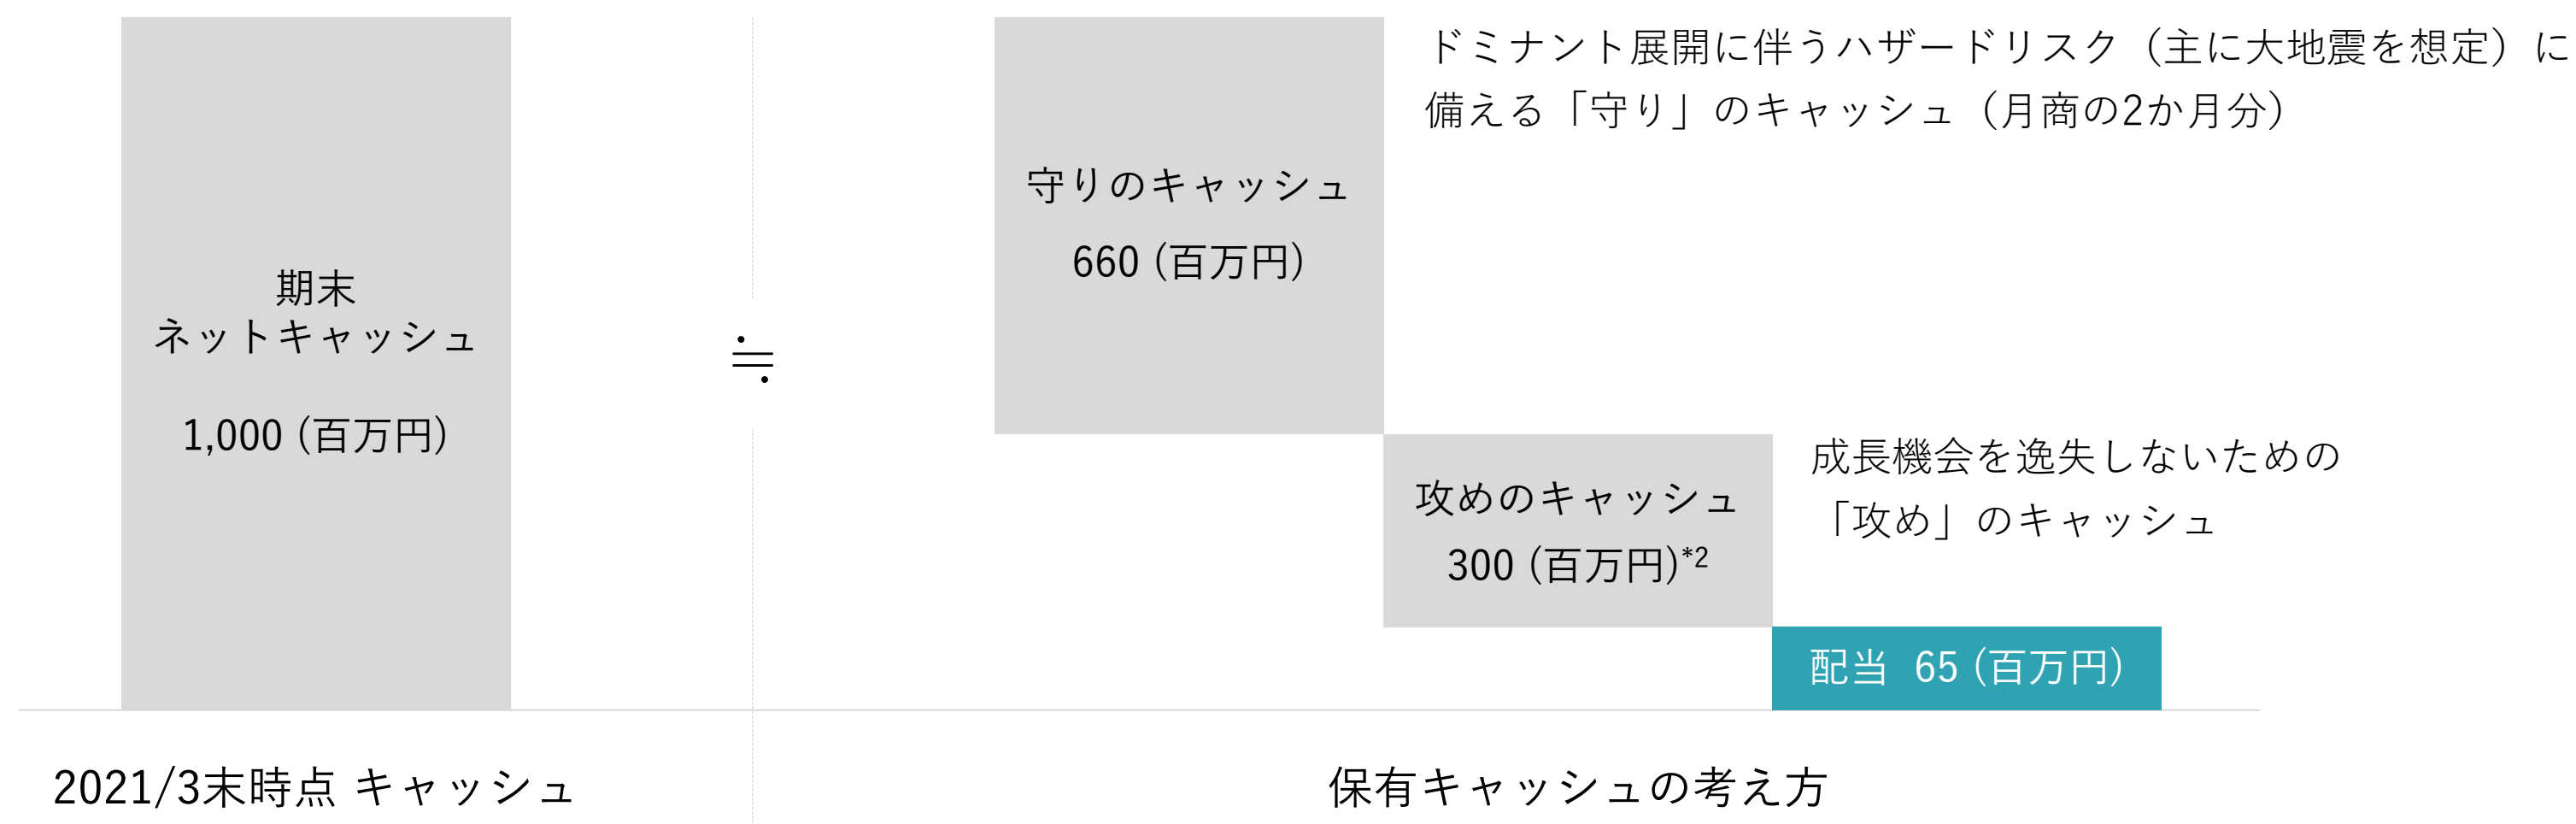 期末
ネットキャッシュ
1,000 (百万円)
≒
守りのキャッシュ
660 (百万円)
ドミナント展開に伴うハザードリスク（主に大地震を想定）に
備える「守り」のキャッシュ（月商の2か月分）
攻めのキャッシュ
300 (百万円)*2
成長機会を逸失しないための
「攻め」のキャッシュ
配当 65 (百万円)
2021/3末時点 キャッシュ
保有キャッシュの考え方